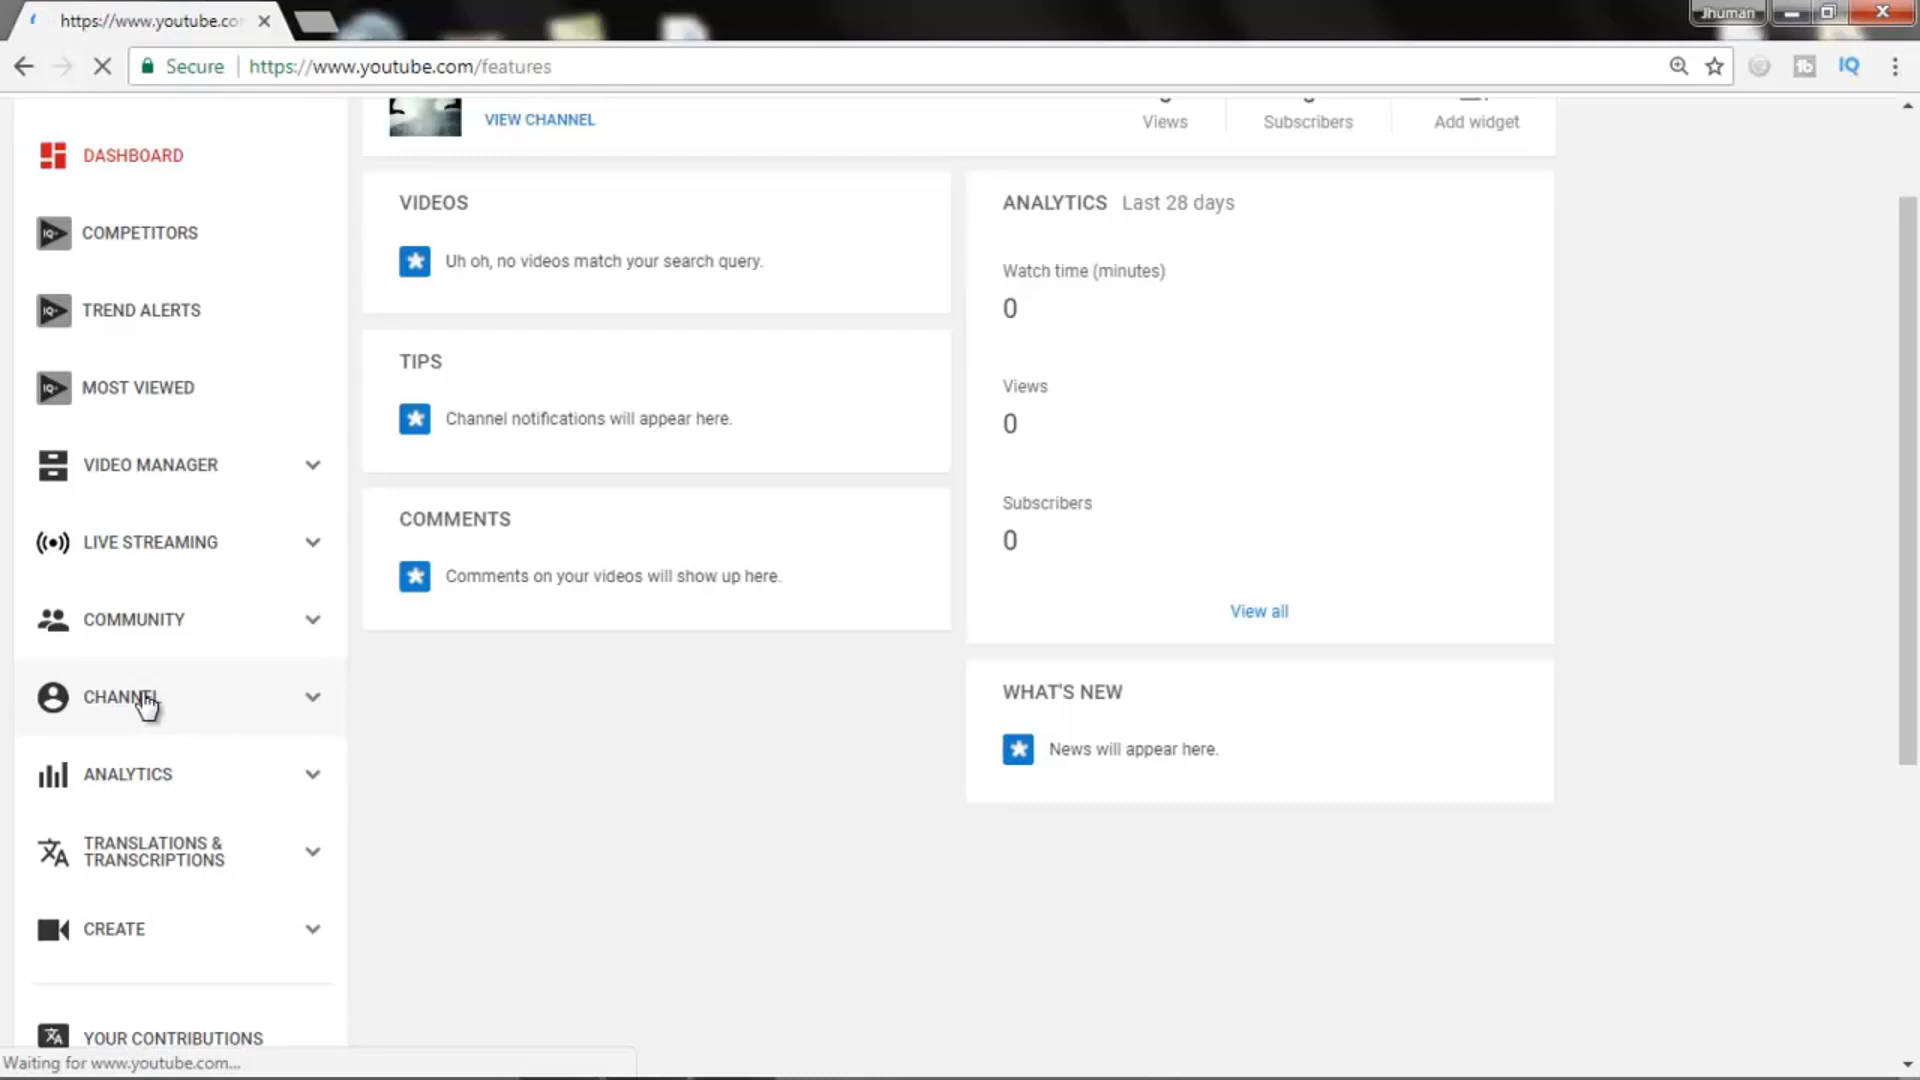 https://www.youtube.co
Jhuman
Secure
https://www.youtube.com/features
IQ
VIEW CHANNEL
Views
Subscribers
Add widget
DASHBOARD
COMPETITORS
TREND ALERTS
MOST VIEWED
VIDEO MANAGER
LIVE STREAMING
COMMUNITY
CHANNEL
ANALYTICS
TRANSLATIONS &
TRANSCRIPTIONS
CREATE
YOUR CONTRIBUTIONS
VIDEOS
Uh oh, no videos match your search query.
TIPS
Channel notifications will appear here.
COMMENTS
Comments on your videos will show up here.
ANALYTICS Last 28 days
Watch time (minutes)
0
Views
0
Subscribers
0
View all
WHAT'S NEW
News will appear here.
Waiting for www.youtube.com...